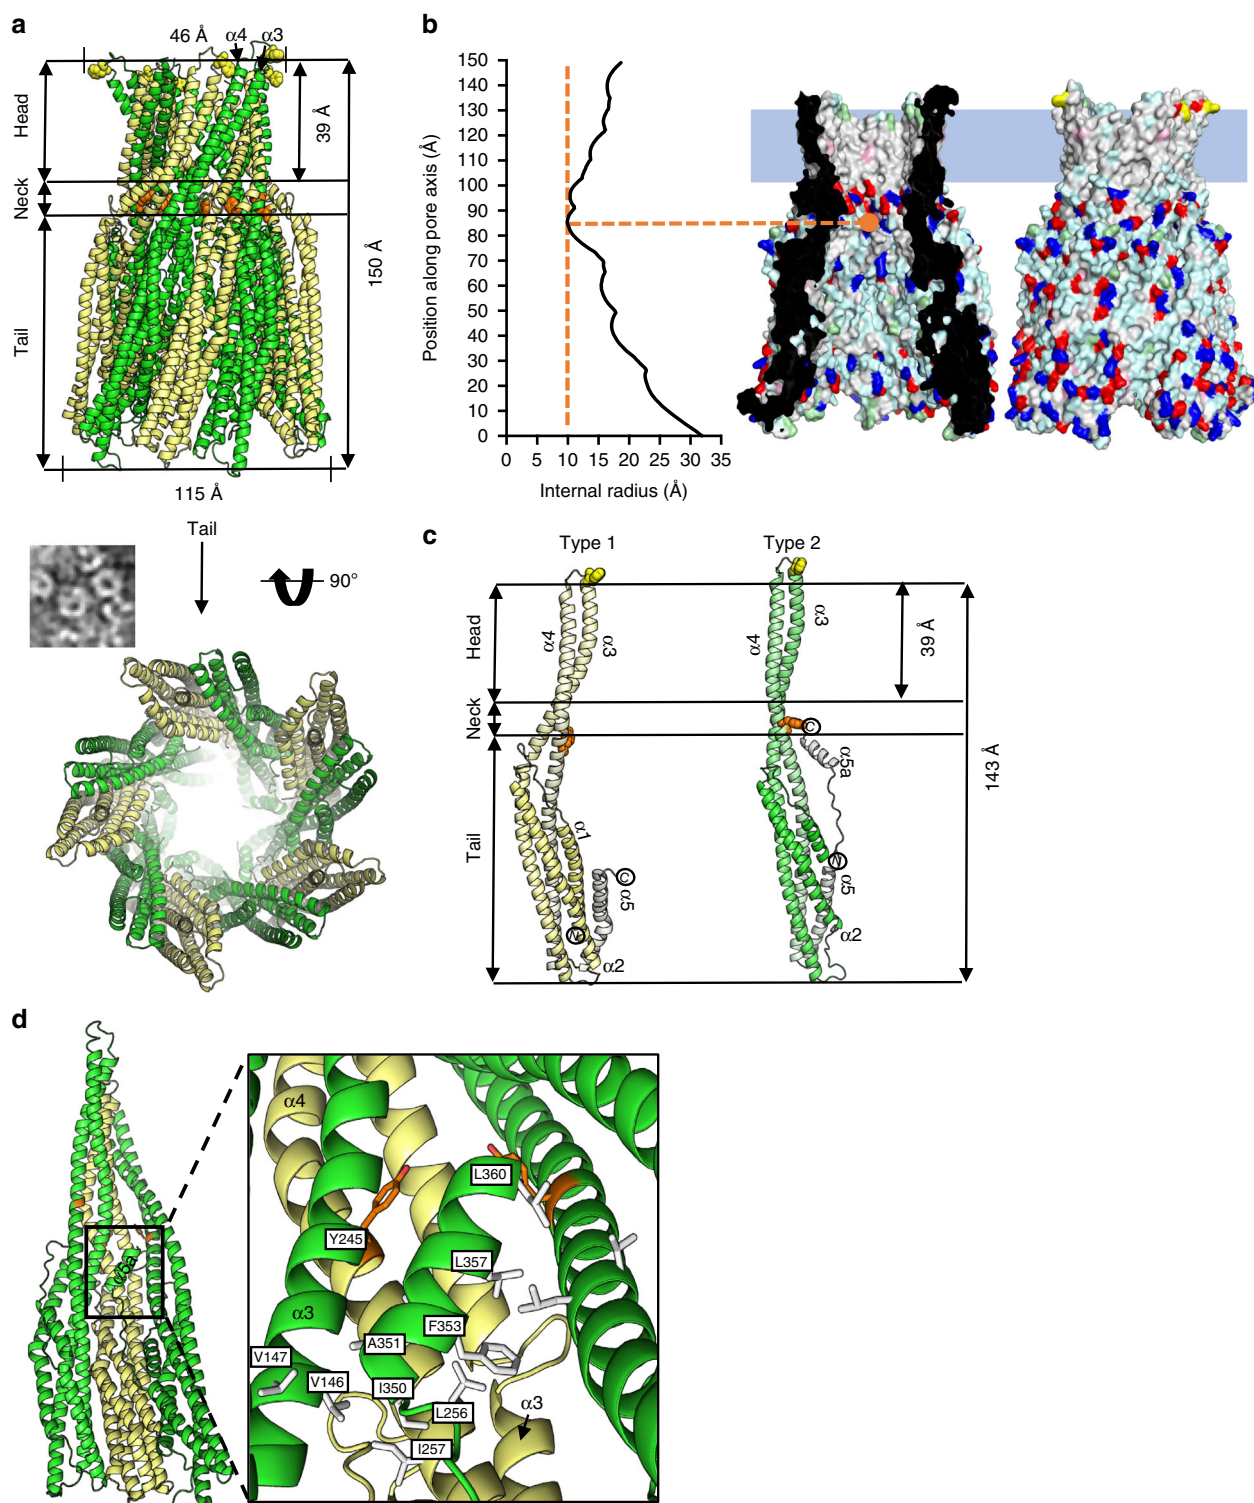 a
46 Å
α4
α3
Head
Neck
Tail
39 Å
150 Å
115 Å
Tail
90°
b
Position along pore axis (Å)
150
140
130
120
110
100
90
80
70
60
50
40
30
20
10
0
0 5 10 15 20 25 30 35
Internal radius (Å)
c
Type 1
Type 2
Head
Neck
Tail
α4
α3
α1
C
α5
N
α2
α4
α3
C
α5a
N
α5
α2
39 Å
143 Å
d
α5a
α4
L360
Y245
L357
α3
F353
A351
V147
V146
I350
L256
α3
I257